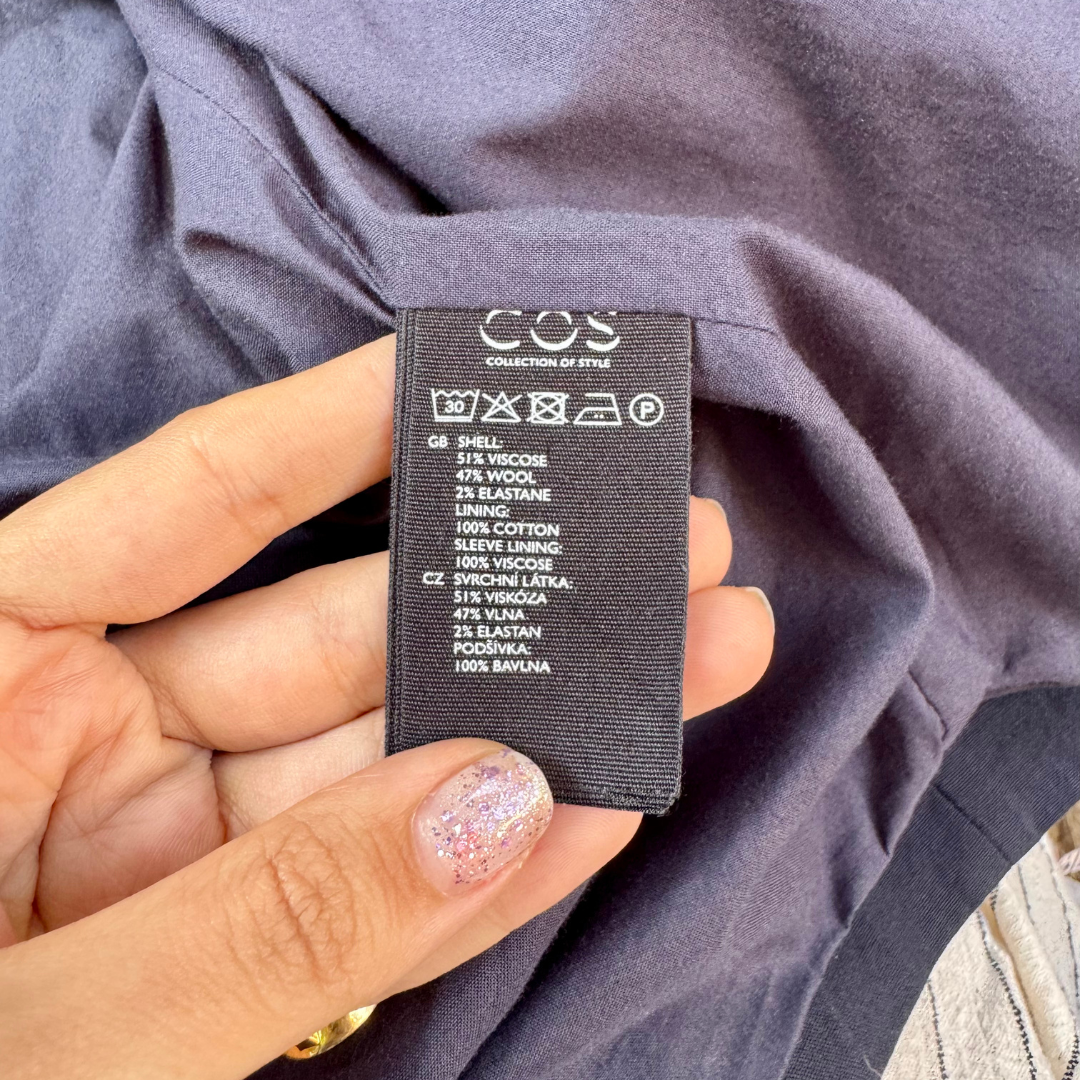 COS
COLLECTION OF STYLE
30 P
GB SHELL:
51% VISCOSE
47% WOOL
2% ELASTANE
LINING:
100% COTTON
SLEEVE LINING:
100% VISCOSE
CZ SVRCHNÍ LÁTKA:
51% VISKÓZA
47% VLNA
2% ELASTAN
PODŠÍVKA:
100% BAVLNA